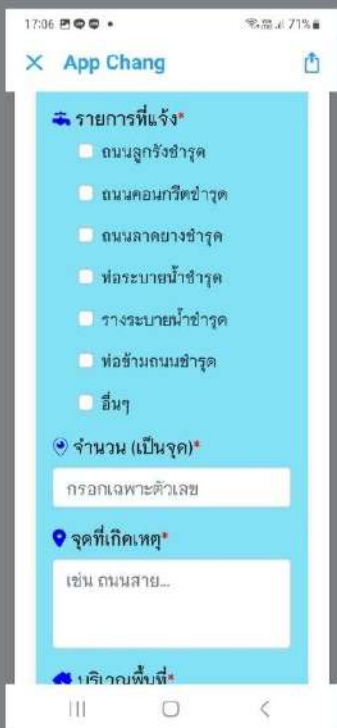 17:06
71%
App Chang
รายการที่แจ้ง*
ถนนลูกรังชำรุด
ถนนคอนกรีตชำรุด
ถนนลาดยางชำรุด
ท่อระบายน้ำชำรุด
รางระบายน้ำชำรุด
ท่อข้ามถนนชำรุด
อื่นๆ
จำนวน (เป็นจุด)*
กรอกเฉพาะตัวเลข
จุดที่เกิดเหตุ*
เช่น ถนนสาย...
บริเวณพื้นที่*